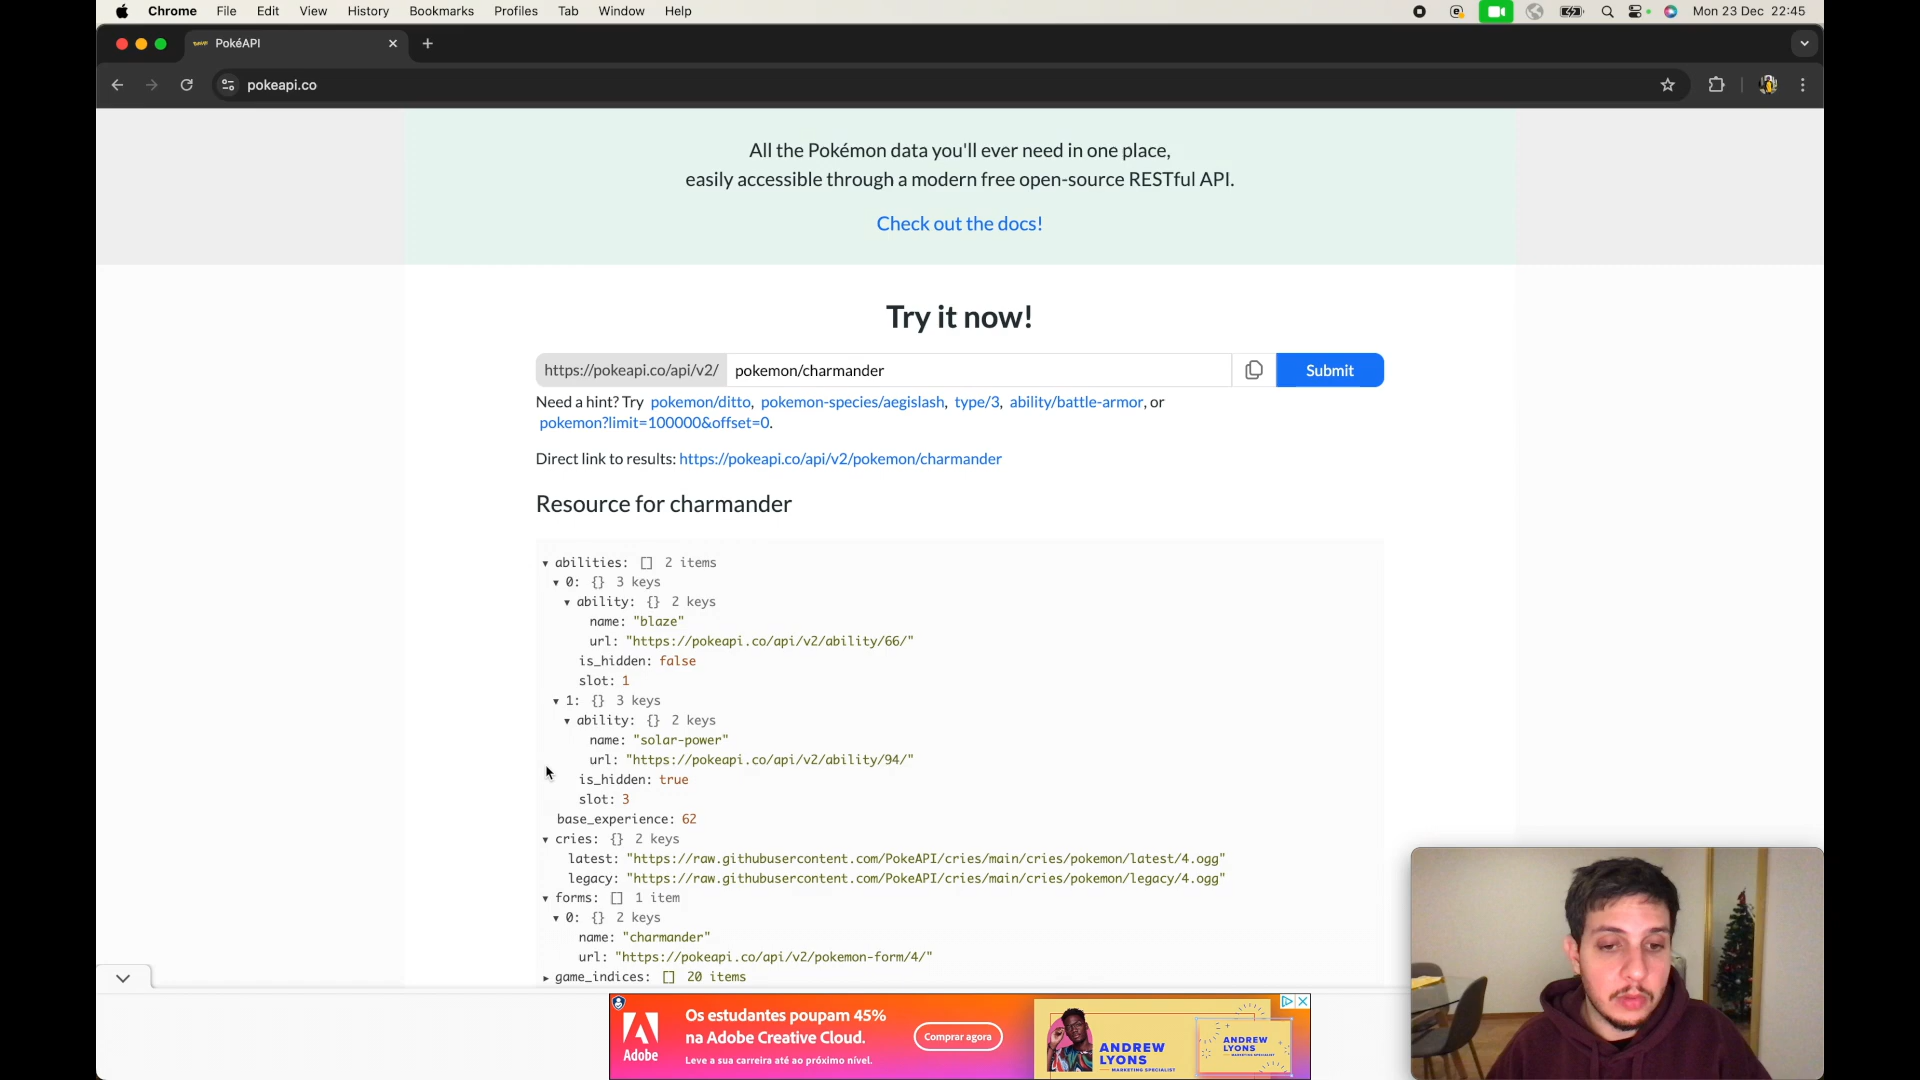 Chrome File Edit View History Bookmarks Profiles Tab Window Help Mon 23 Dec 22:45
PokéAPI
pokeapi.co
All the Pokémon data you'll ever need in one place,
easily accessible through a modern free open-source RESTful API.
Check out the docs!
Try it now!
https://pokeapi.co/api/v2/ pokemon/charmander Submit
Need a hint? Try pokemon/ditto, pokemon-species/aegislash, type/3, ability/battle-armor, or
pokemon?limit=100000&offset=0.
Direct link to results: https://pokeapi.co/api/v2/pokemon/charmander
Resource for charmander
abilities: [] 2 items
0: {} 3 keys
ability: {} 2 keys
name: "blaze"
url: "https://pokeapi.co/api/v2/ability/66/"
is_hidden: false
slot: 1
1: {} 3 keys
ability: {} 2 keys
name: "solar-power"
url: "https://pokeapi.co/api/v2/ability/94/"
is_hidden: true
slot: 3
base_experience: 62
cries: {} 2 keys
latest: "https://raw.githubusercontent.com/PokeAPI/cries/main/cries/pokemon/latest/4.ogg"
legacy: "https://raw.githubusercontent.com/PokeAPI/cries/main/cries/pokemon/legacy/4.ogg"
forms: [] 1 item
0: {} 2 keys
name: "charmander"
url: "https://pokeapi.co/api/v2/pokemon-form/4/"
game_indices: [] 20 items
Adobe
Os estudantes poupam 45%
na Adobe Creative Cloud.
Leve a sua carreira até ao próximo nível.
Comprar agora
ANDREW
LYONS
MARKETING SPECIALIST
ANDREW
LYONS